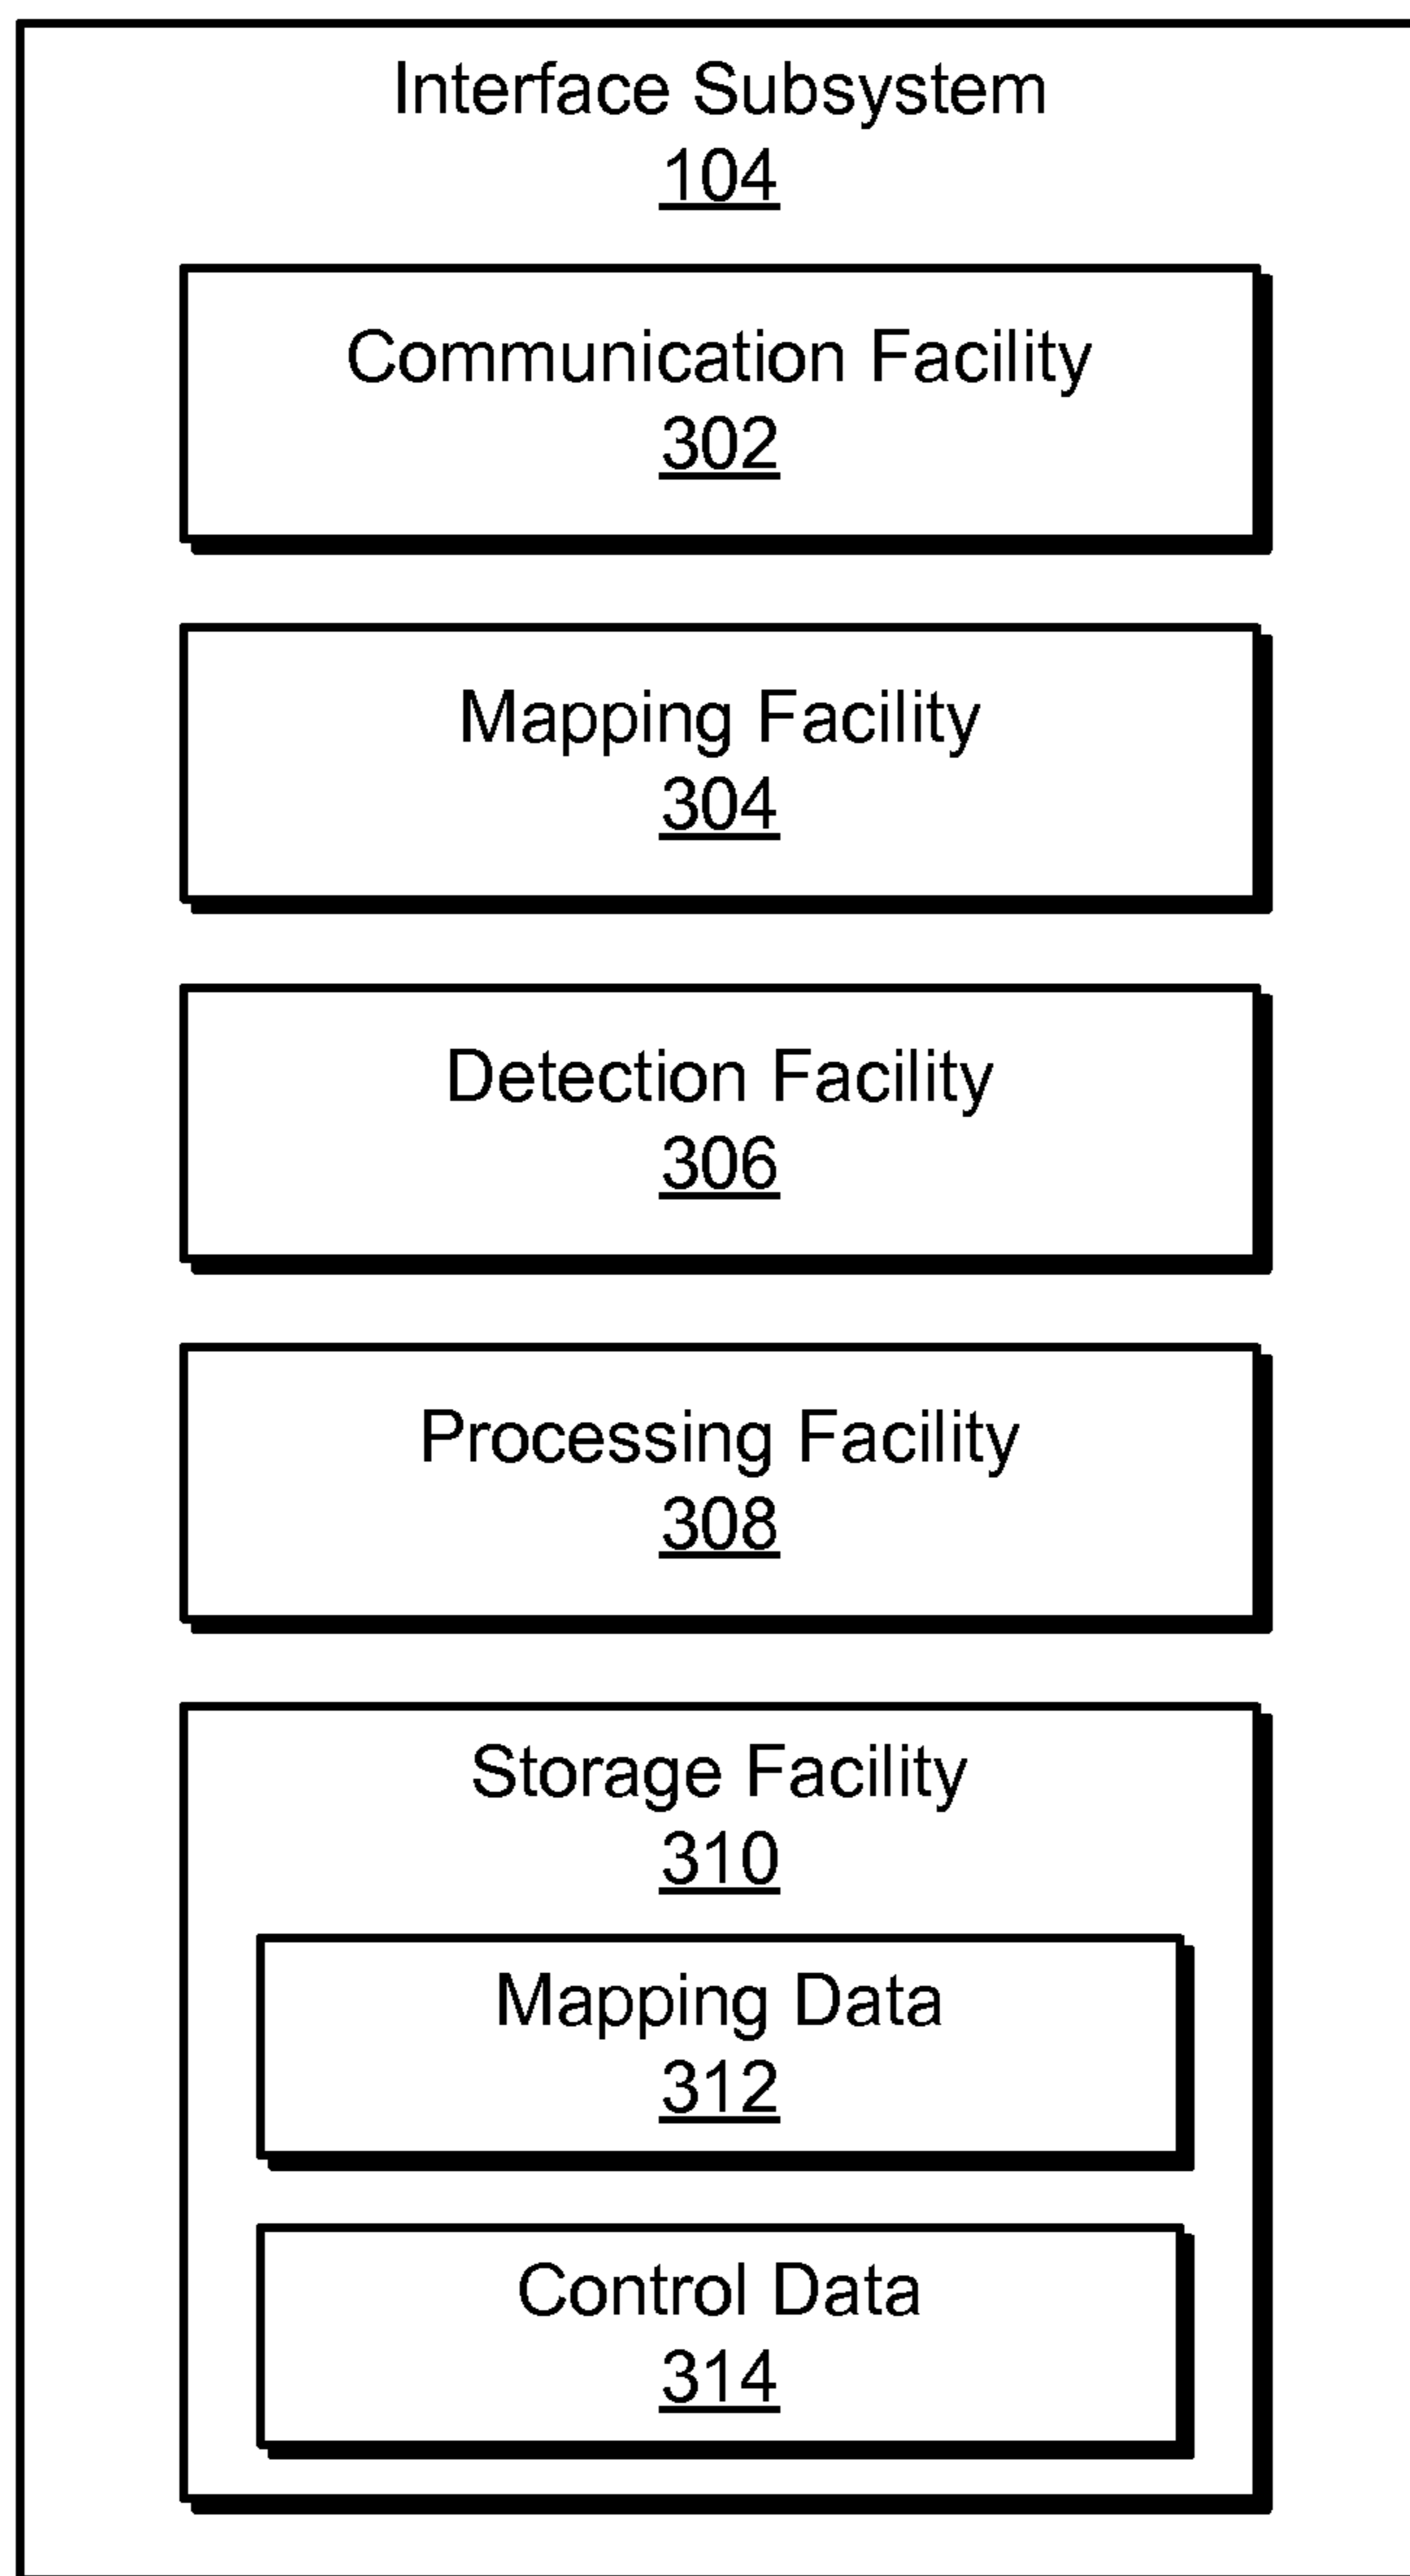 Interface Subsystem
104
Communication Facility
302
Mapping Facility
304
Detection Facility
306
Processing Facility
308
Storage Facility
310
Mapping Data
312
Control Data
314